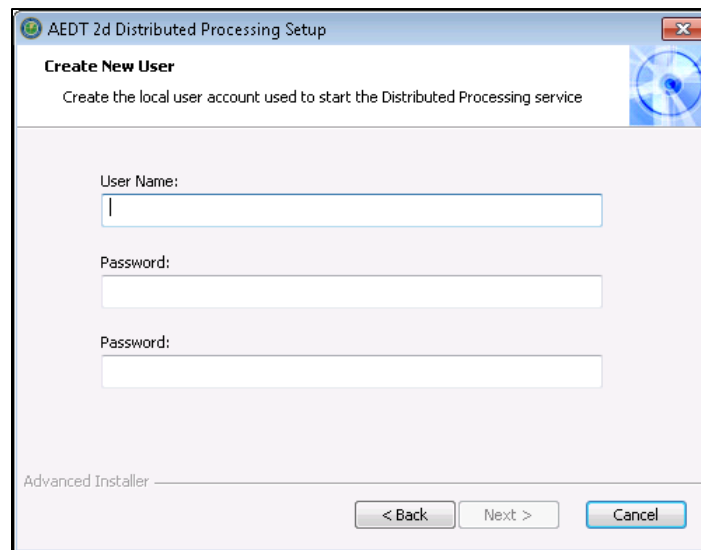 AEDT 2d Distributed Processing Setup
Create New User
Create the local user account used to start the Distributed Processing service
User Name:
Password:
Password:
Advanced Installer
< Back
Next >
Cancel